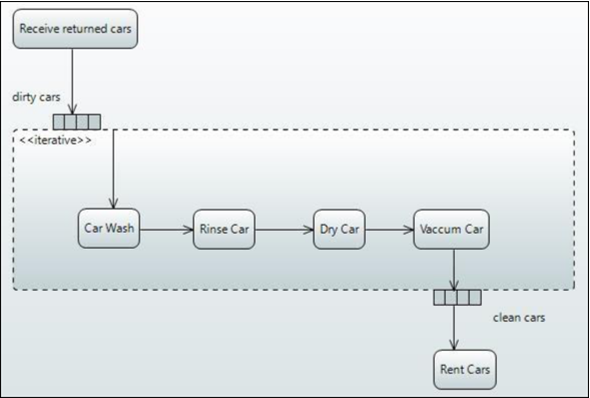 Receive returned cars
dirty cars
<<iterative>>
Car Wash
Rinse Car
Dry Car
Vaccum Car
clean cars
Rent Cars